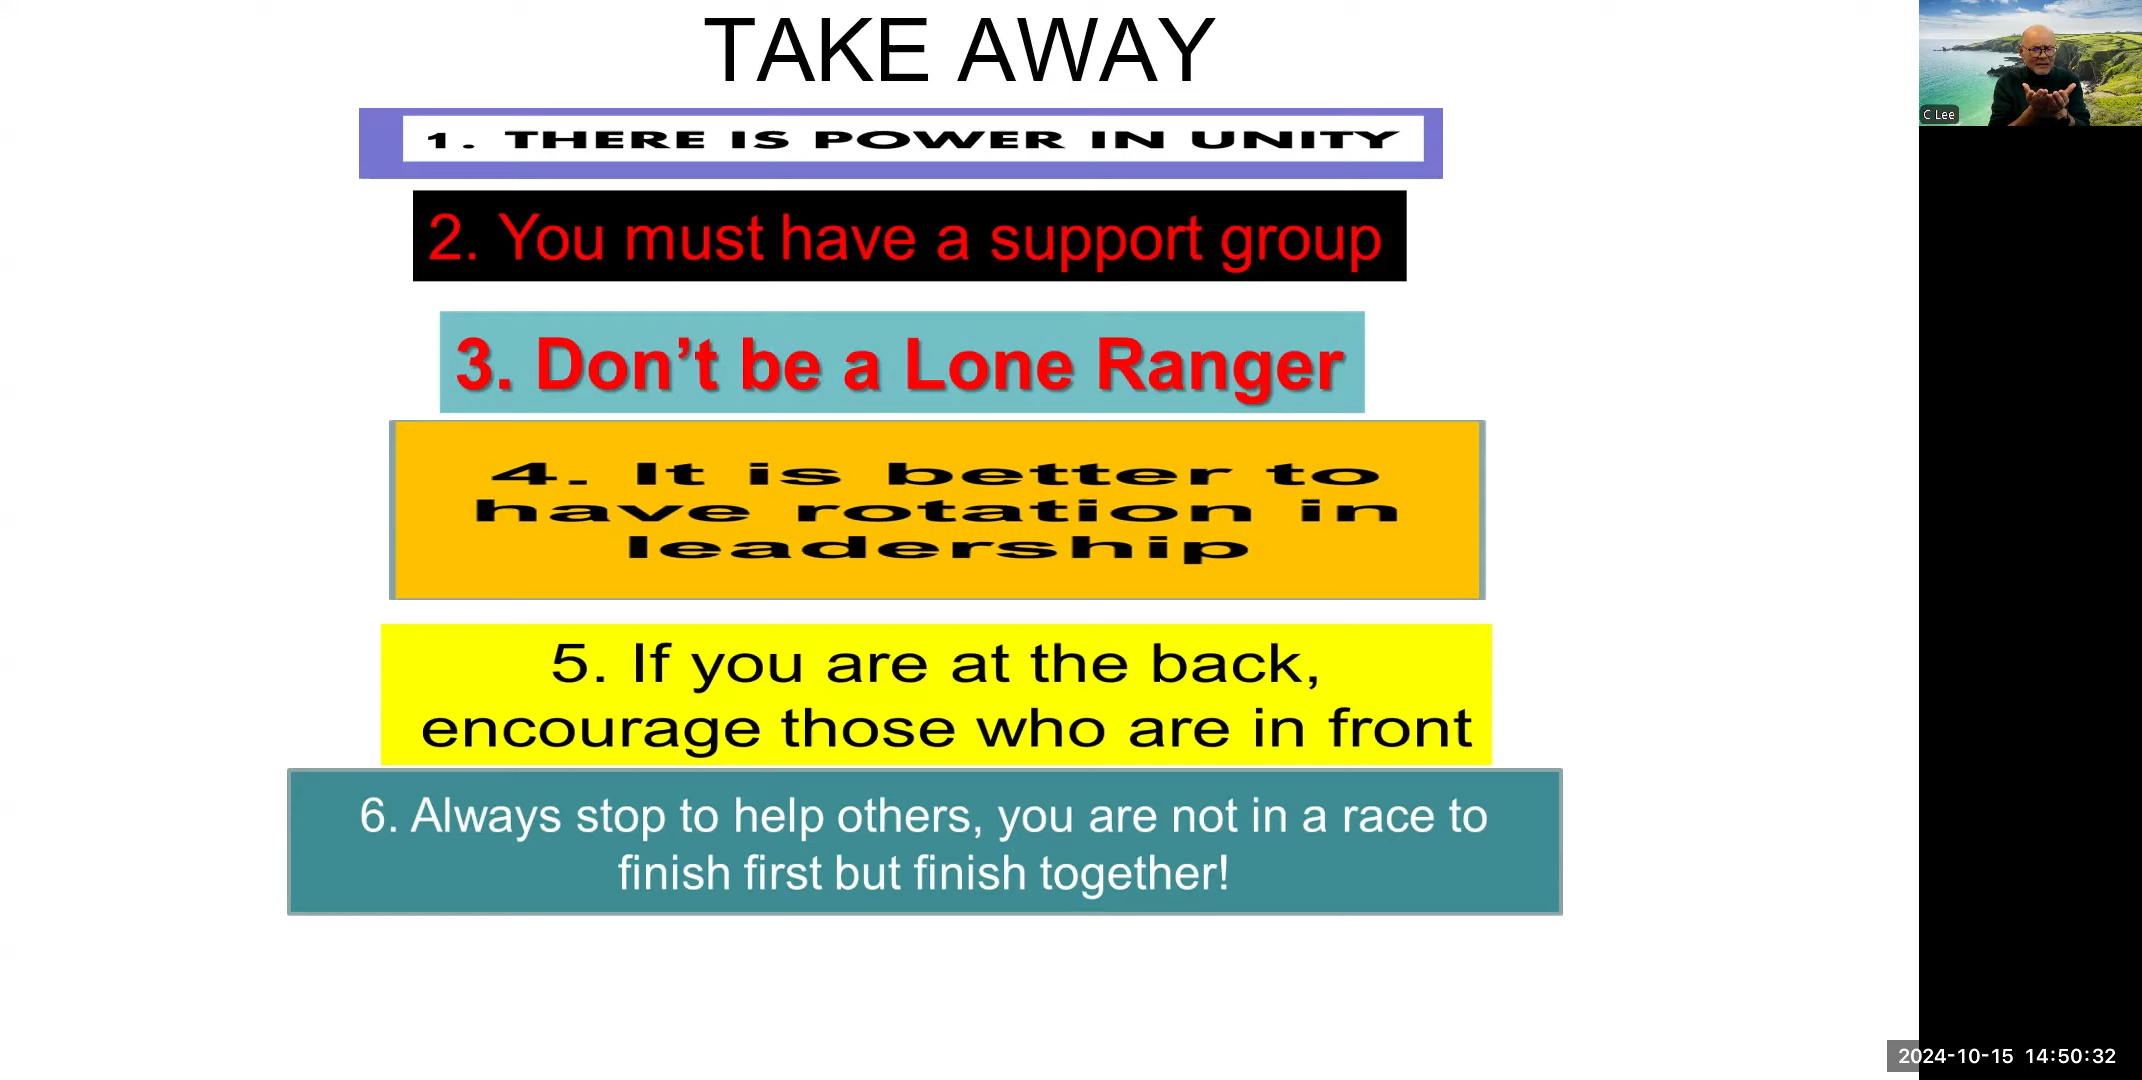 TAKE AWAY
1. THERE IS POWER IN UNITY
2. You must have a support group
3. Don’t be a Lone Ranger
4. It is better to
have rotation in
leadership
5. If you are at the back,
encourage those who are in front
6. Always stop to help others, you are not in a race to
finish first but finish together!
C Lee
2024-10-15 14:50:32